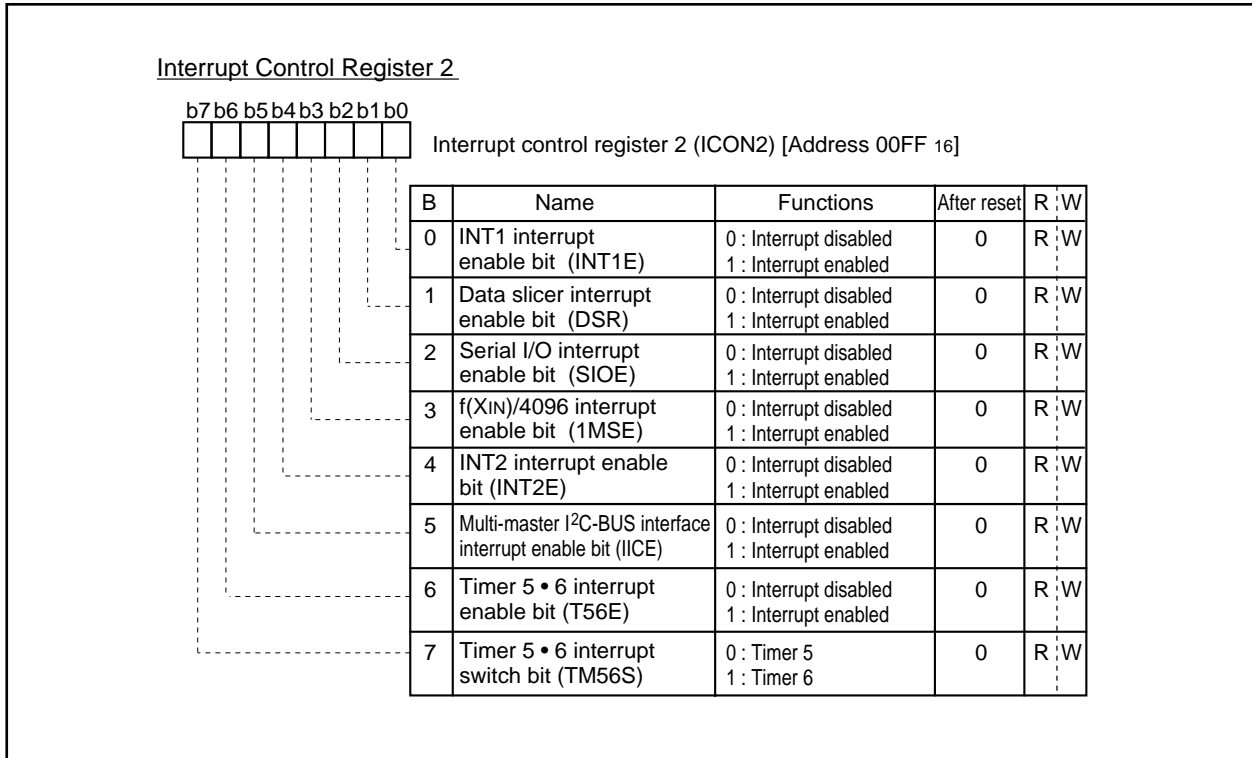 Interrupt Control Register 2
b7 b6 b5 b4 b3 b2 b1 b0
Interrupt control register 2 (ICON2) [Address 00FF 16]
B Name Functions After reset R W
0 INT1 interrupt 0 : Interrupt disabled 0 R W
enable bit (INT1E) 1 : Interrupt enabled
1 Data slicer interrupt 0 : Interrupt disabled 0 R W
enable bit (DSR) 1 : Interrupt enabled
2 Serial I/O interrupt 0 : Interrupt disabled 0 R W
enable bit (SIOE) 1 : Interrupt enabled
3 f(XIN)/4096 interrupt 0 : Interrupt disabled 0 R W
enable bit (1MSE) 1 : Interrupt enabled
4 INT2 interrupt enable 0 : Interrupt disabled 0 R W
bit (INT2E) 1 : Interrupt enabled
5 Multi-master I2C-BUS interface 0 : Interrupt disabled 0 R W
interrupt enable bit (IICE) 1 : Interrupt enabled
6 Timer 5 • 6 interrupt 0 : Interrupt disabled 0 R W
enable bit (T56E) 1 : Interrupt enabled
7 Timer 5 • 6 interrupt 0 : Timer 5 0 R W
switch bit (TM56S) 1 : Timer 6